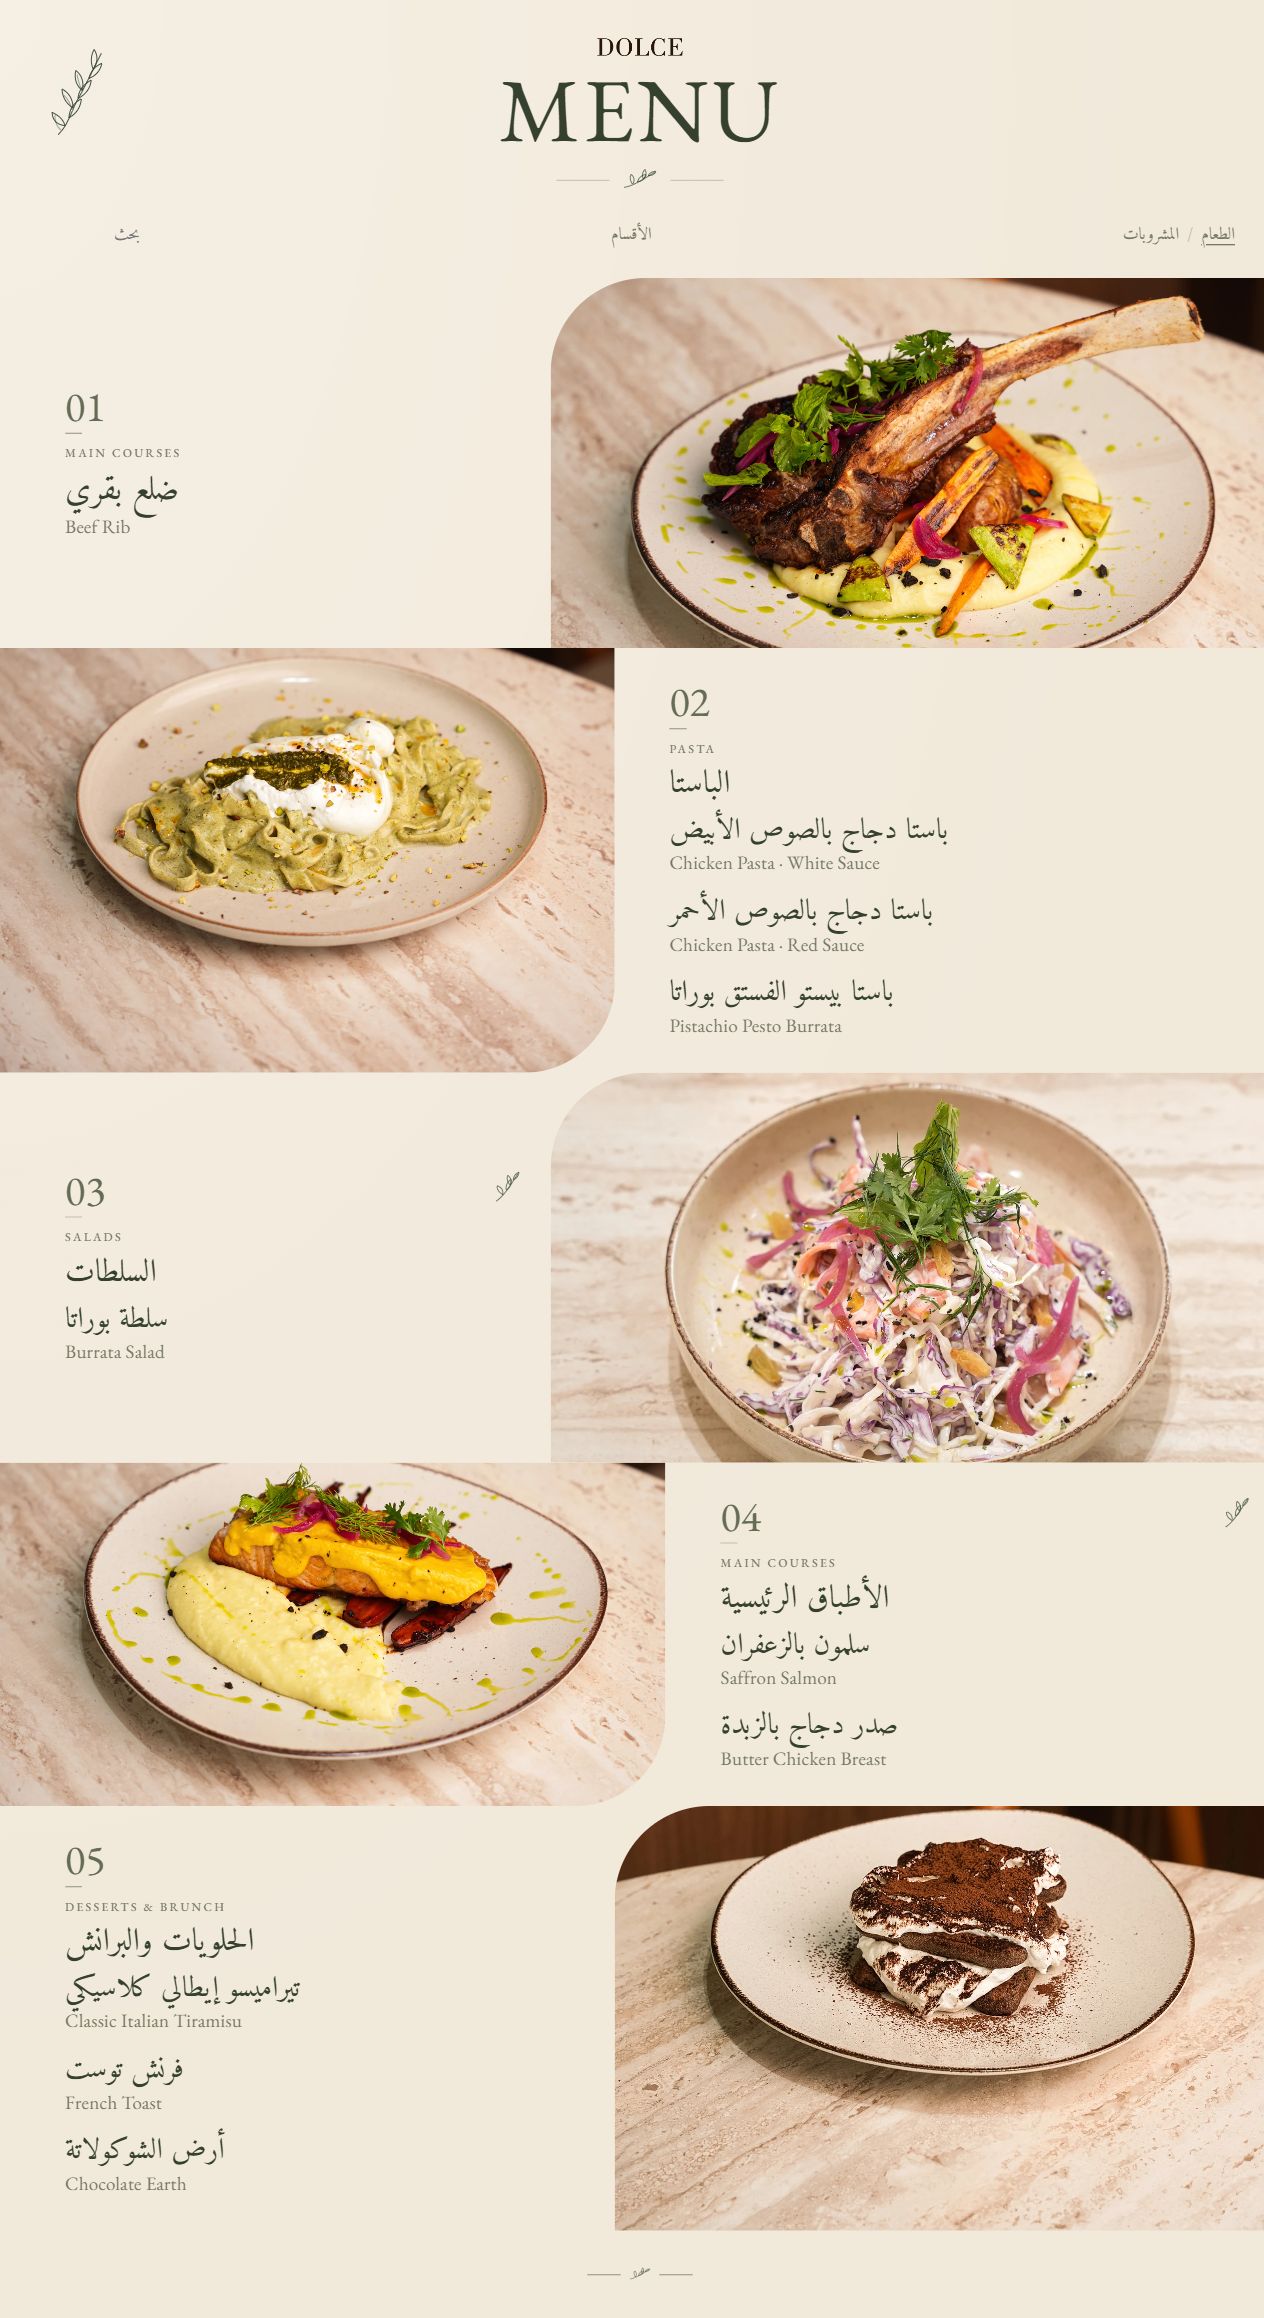 DOLCE
MENU
الطعام / المشروبات
الأقسام
بحث
01
MAIN COURSES
ضلع بقري
Beef Rib
02
PASTA
الباستا
باستا دجاج بالصوص الأبيض
Chicken Pasta · White Sauce
باستا دجاج بالصوص الأحمر
Chicken Pasta · Red Sauce
باستا بيستو الفستق بوراتا
Pistachio Pesto Burrata
03
SALADS
السلطات
سلطة بوراتا
Burrata Salad
04
MAIN COURSES
الأطباق الرئيسية
سلمون بالزعفران
Saffron Salmon
صدر دجاج بالزبدة
Butter Chicken Breast
05
DESSERTS & BRUNCH
الحلويات والبرانش
تيراميسو إيطالي كلاسيكي
Classic Italian Tiramisu
فرنش توست
French Toast
أرض الشوكولاتة
Chocolate Earth